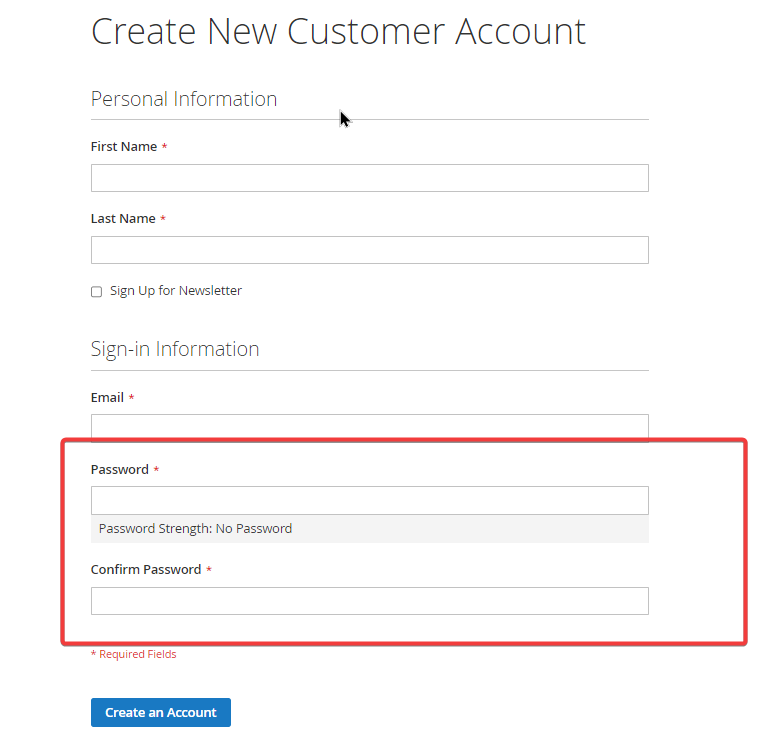 Create New Customer Account
Personal Information
First Name *
Last Name *
Sign Up for Newsletter
Sign-in Information
Email *
Password *
Password Strength: No Password
Confirm Password *
* Required Fields
Create an Account